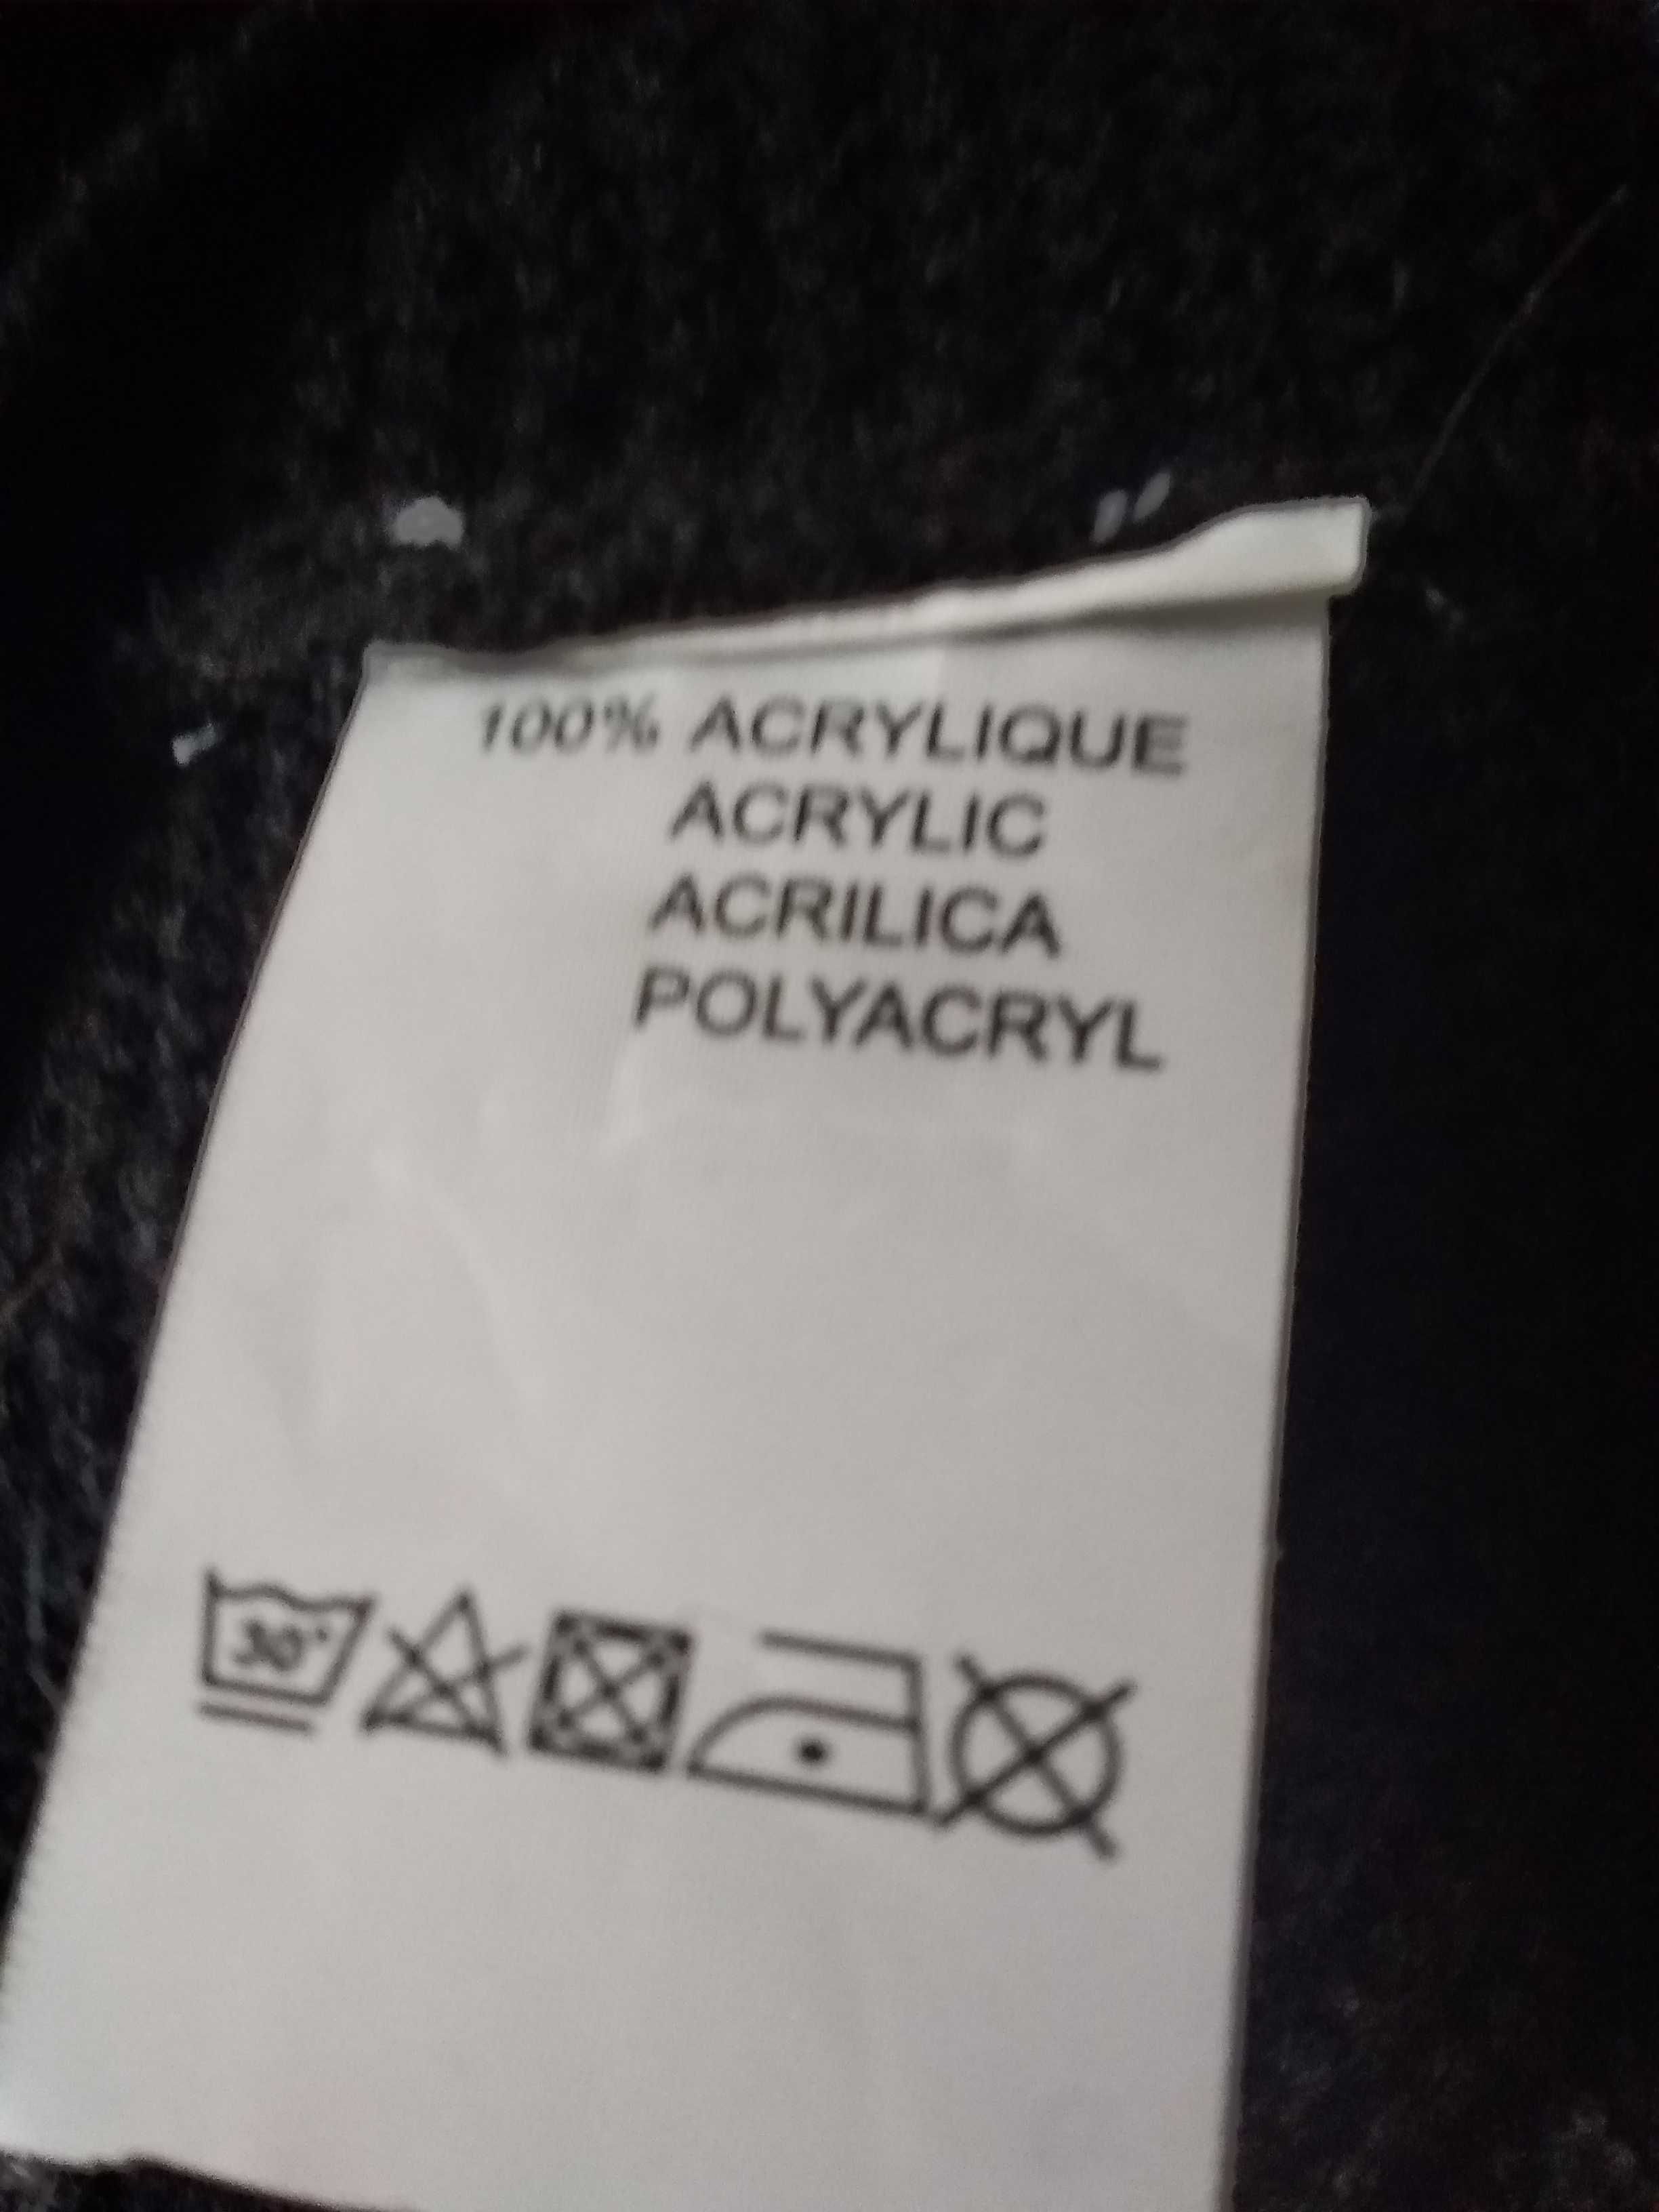 100% ACRYLIQUE
ACRYLIC
ACRILICA
POLYACRYL
30°